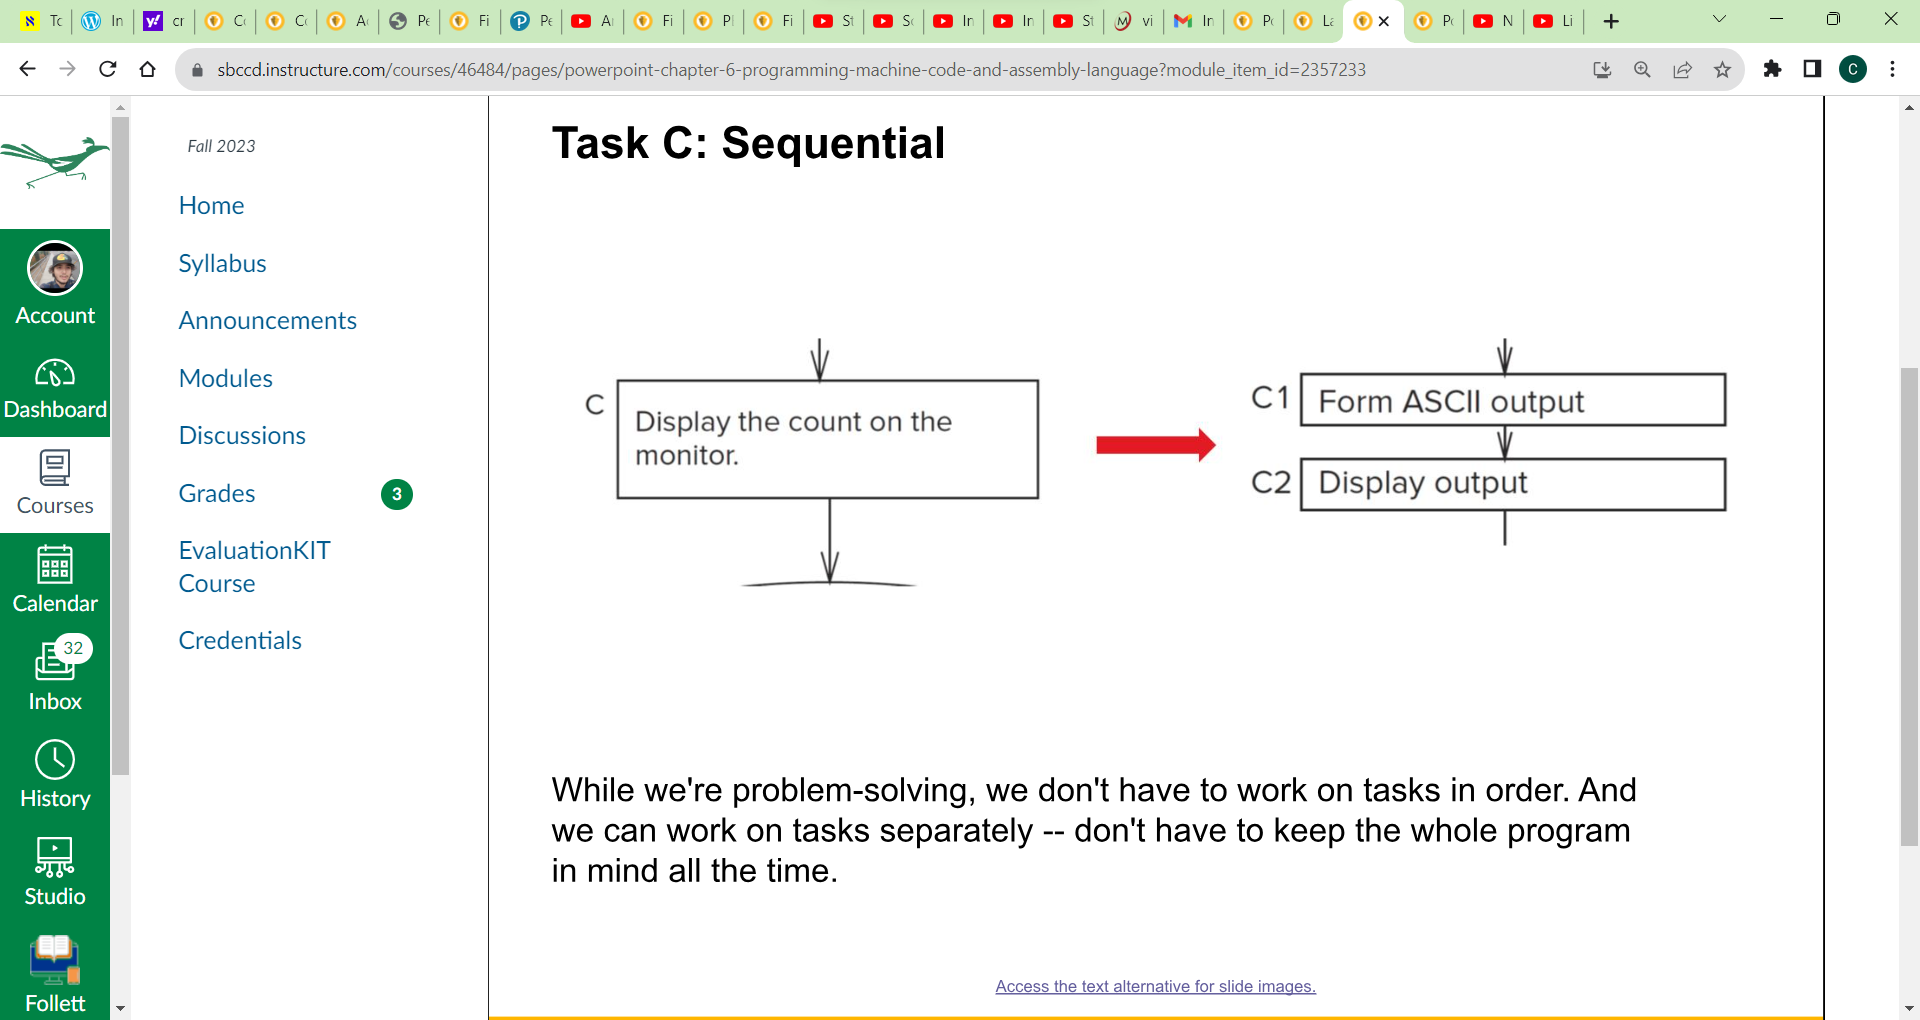 sbccd.instructure.com/courses/46484/pages/powerpoint-chapter-6-programming-machine-code-and-assembly-language?module_item_id=2357233
C
Account
Dashboard
Courses
Calendar
32
Inbox
History
Studio
Follett
Fall 2023
Home
Syllabus
Announcements
Modules
Discussions
Grades
3
EvaluationKIT
Course
Credentials
Task C: Sequential
C
Display the count on the
monitor.
C1
Form ASCII output
C2
Display output
While we're problem-solving, we don't have to work on tasks in order. And
we can work on tasks separately -- don't have to keep the whole program
in mind all the time.
Access the text alternative for slide images.